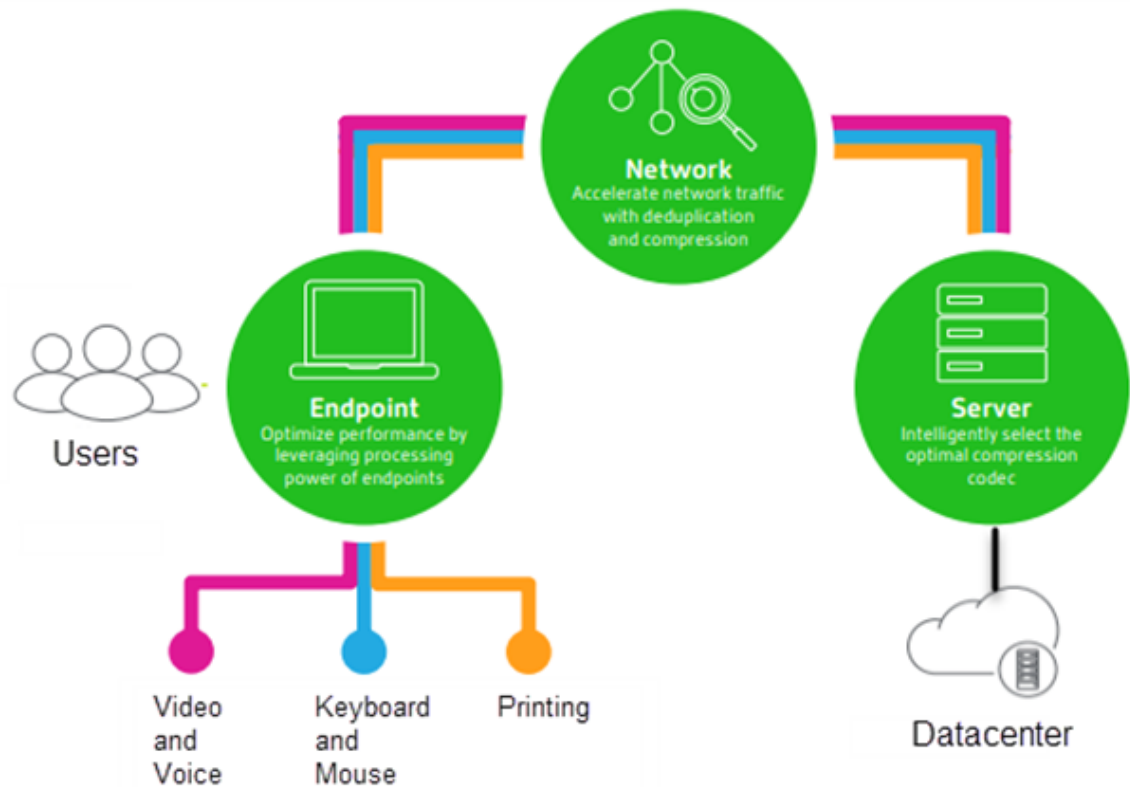 Network
Accelerate network traffic
with deduplication
and compression
Endpoint
Optimize performance by
leveraging processing
power of endpoints
Server
Intelligently select the
optimal compression
codec
Users
Video
and
Voice
Keyboard
and
Mouse
Printing
Datacenter